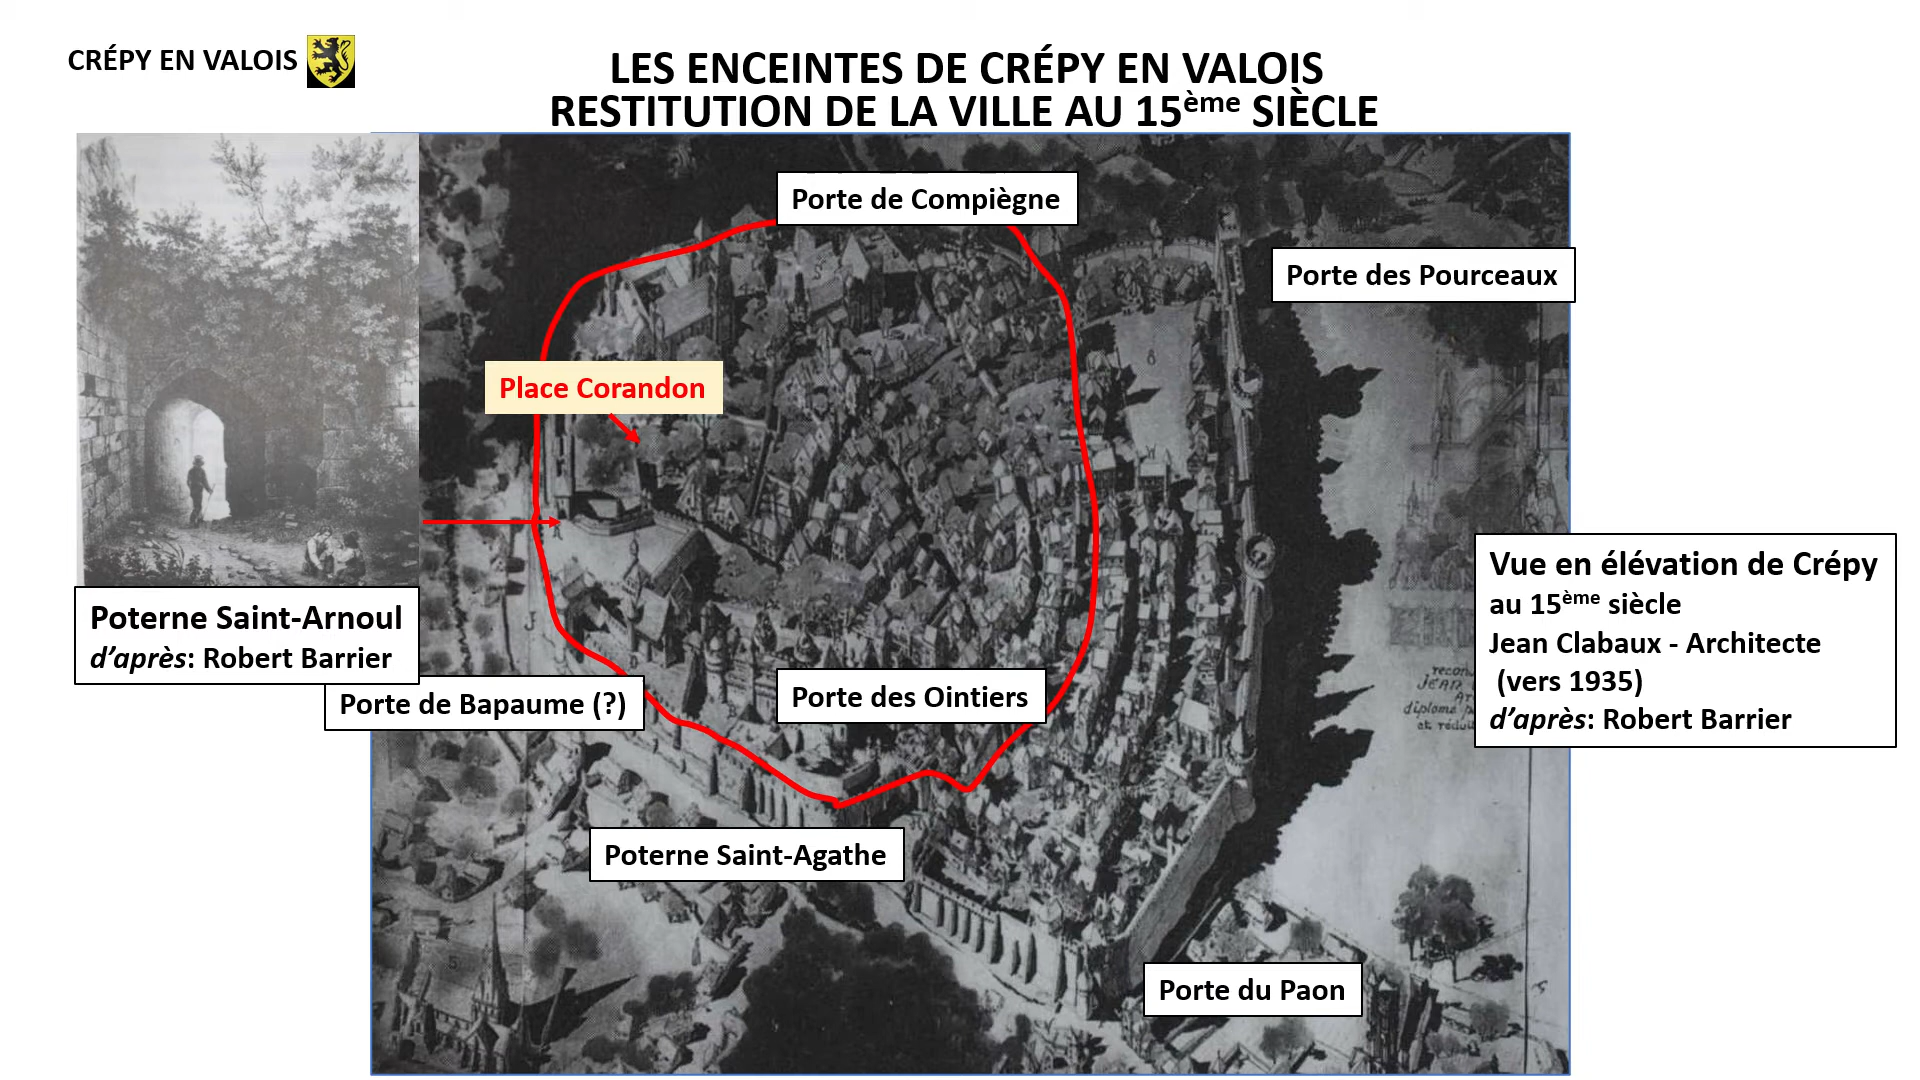 CRÉPY EN VALOIS
LES ENCEINTES DE CRÉPY EN VALOIS
RESTITUTION DE LA VILLE AU 15ème SIÈCLE
Porte de Compiègne
Porte des Pourceaux
Place Corandon
Poterne Saint-Arnoul
d’après: Robert Barrier
Porte de Bapaume (?)
Porte des Ointiers
Vue en élévation de Crépy
au 15ème siècle
Jean Clabaux - Architecte
(vers 1935)
d’après: Robert Barrier
JEAN
diplomé
et
Poterne Saint-Agathe
Porte du Paon